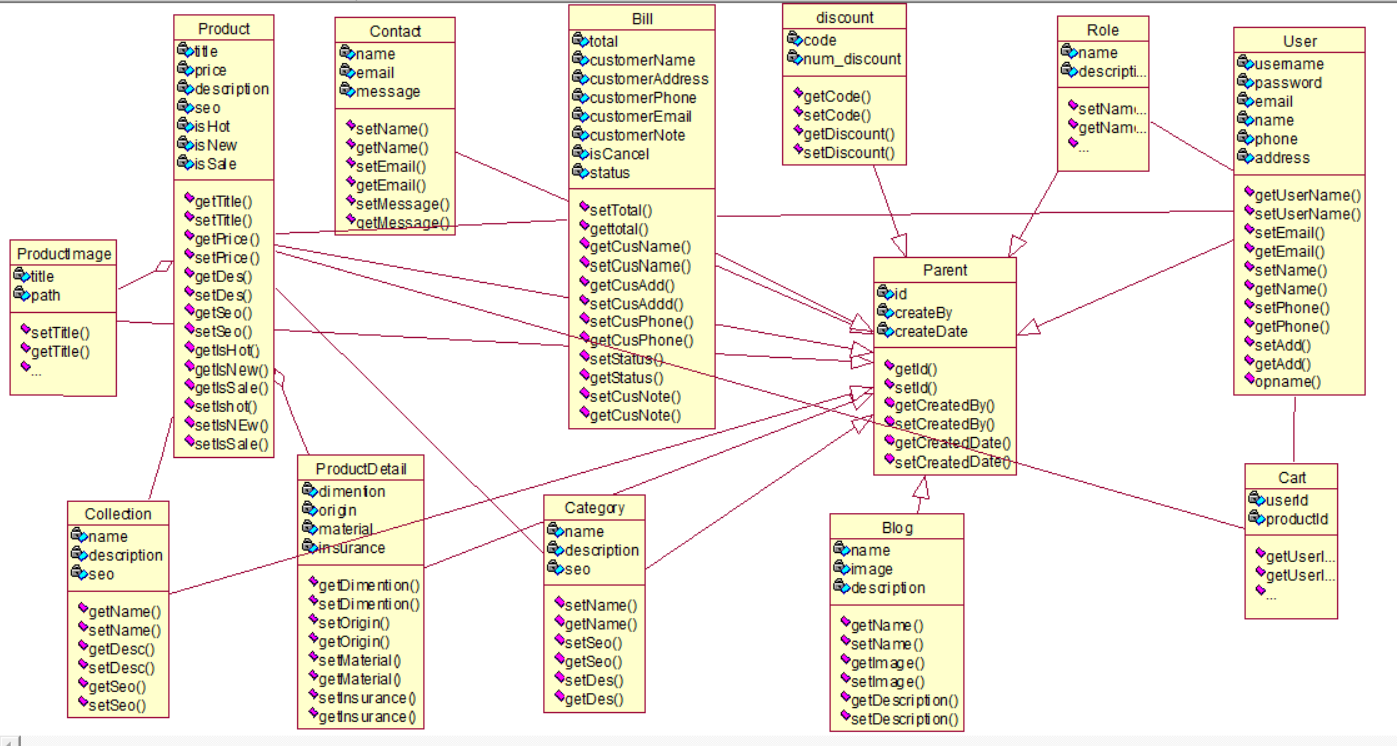 Product
title
price
description
seo
isHot
isNew
isSale
getTitle()
setTitle()
getPrice()
setPrice()
getDes()
setDes()
getSeo()
setSeo()
getIsHot()
getIsNew()
getIsSale()
setIshot()
setIsNEw()
setIsSale()
Contact
name
email
message
setName()
getName()
setEmail()
getEmail()
setMessage()
getMessage()
Bill
total
customerName
customerAddress
customerPhone
customerEmail
customerNote
isCancel
status
setTotal()
gettotal()
getCusName()
setCusName()
getCusAdd()
setCusAddd()
setCusPhone()
getCusPhone()
setStatus()
getStatus()
setCusNote()
getCusNote()
discount
code
num_discount
getCode()
setCode()
getDiscount()
setDiscount()
Role
name
descripti...
setNam...
getNam...
...
User
username
password
email
name
phone
address
getUserName()
setUserName()
setEmail()
getEmail()
setName()
getName()
setPhone()
getPhone()
setAdd()
getAdd()
opname()
ProductImage
title
path
setTitle()
getTitle()
...
Parent
id
createBy
createDate
getId()
setId()
getCreatedBy()
setCreatedBy()
getCreatedDate()
setCreatedDate()
Collection
name
description
seo
getName()
setName()
getDesc()
setDesc()
getSeo()
setSeo()
ProductDetail
dimention
origin
material
insurance
getDimention()
setDimention()
setOrigin()
getOrigin()
setMaterial()
getMaterial()
setInsurance()
getInsurance()
Category
name
description
seo
setName()
getName()
setSeo()
getSeo()
setDes()
getDes()
Blog
name
image
description
getName()
setName()
getImage()
setImage()
getDescription()
setDescription()
Cart
userId
productId
getUserI...
getUserI...
...